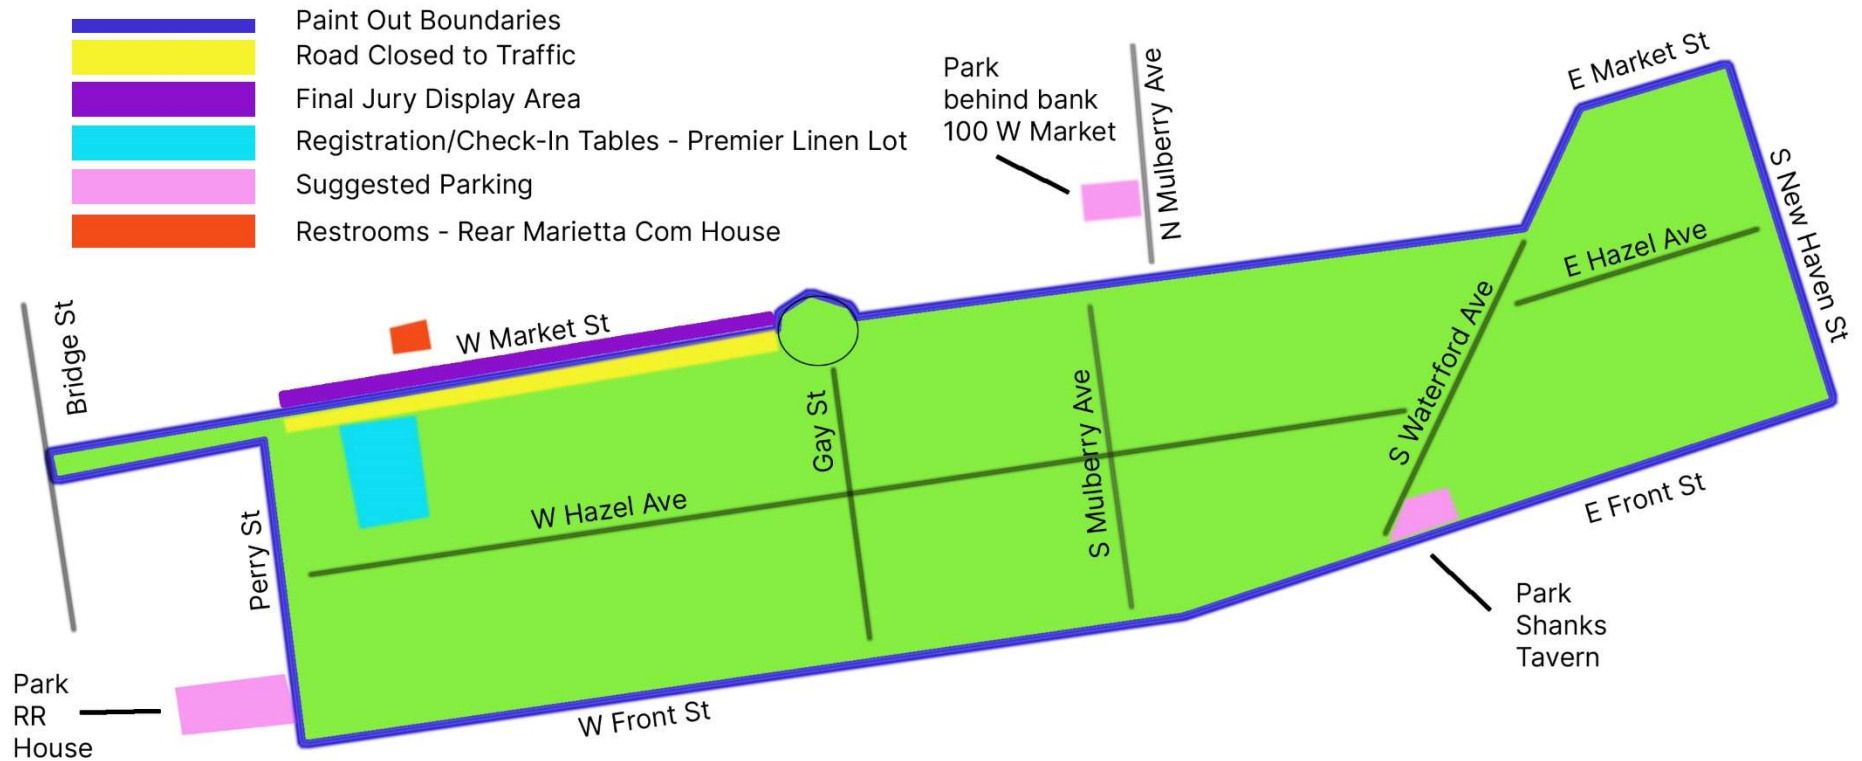 Paint Out Boundaries
Road Closed to Traffic
Final Jury Display Area
Registration/Check-In Tables - Premier Linen Lot
Suggested Parking
Restrooms - Rear Marietta Com House
Park
behind bank
100 W Market
N Mulberry Ave
E Market St
S New Haven St
E Hazel Ave
Bridge St
W Market St
S Waterford Ave
Gay St
S Mulberry Ave
W Hazel Ave
Perry St
E Front St
Park
Shanks
Tavern
Park
RR
House
W Front St